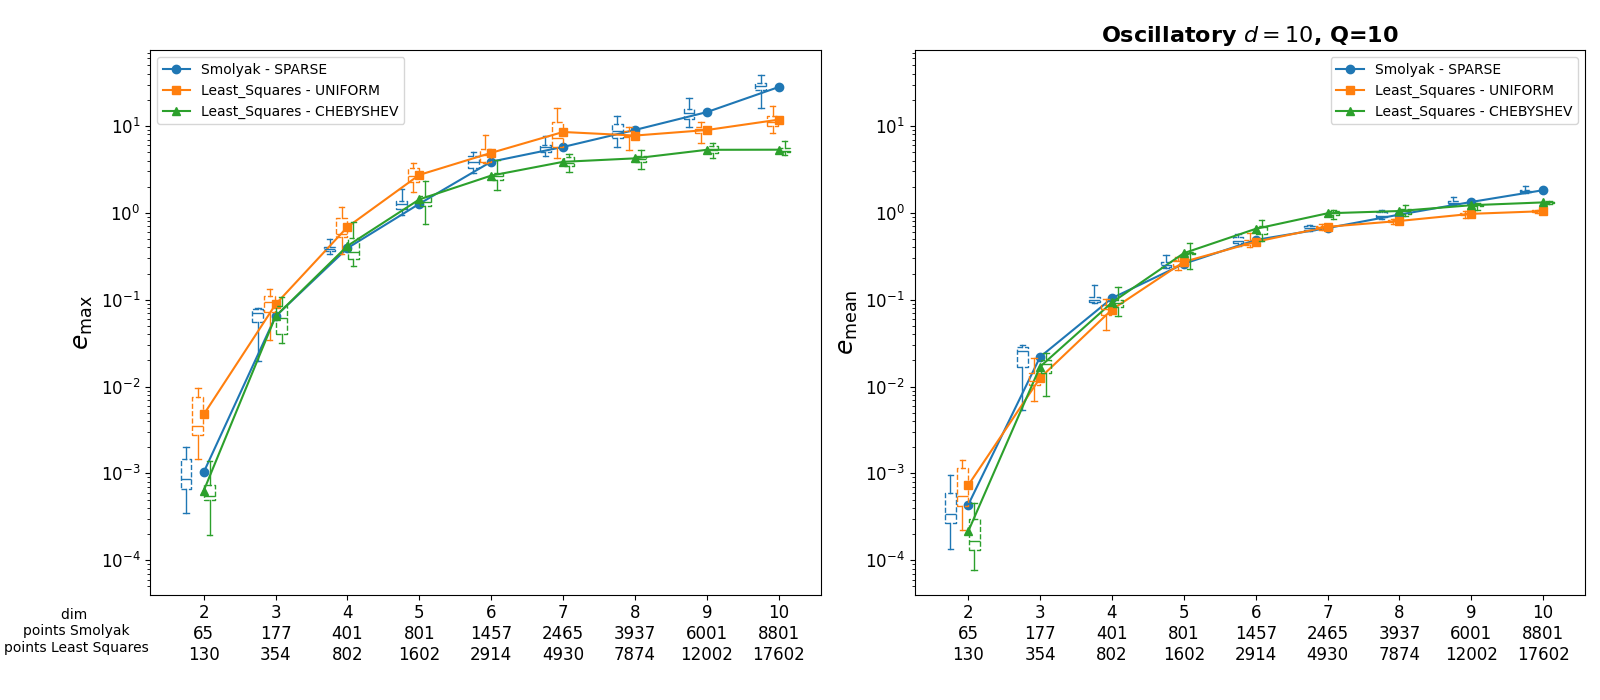 Oscillatory d = 10, Q=10
Smolyak - SPARSE
Least_Squares - UNIFORM
Least_Squares - CHEBYSHEV
Smolyak - SPARSE
Least_Squares - UNIFORM
Least_Squares - CHEBYSHEV
10¹
10⁰
10⁻¹
10⁻²
10⁻³
10⁻⁴
e_max
10¹
10⁰
10⁻¹
10⁻²
10⁻³
10⁻⁴
e_mean
dim 2 3 4 5 6 7 8 9 10
points Smolyak 65 177 401 801 1457 2465 3937 6001 8801
points Least Squares 130 354 802 1602 2914 4930 7874 12002 17602
2 3 4 5 6 7 8 9 10
65 177 401 801 1457 2465 3937 6001 8801
130 354 802 1602 2914 4930 7874 12002 17602